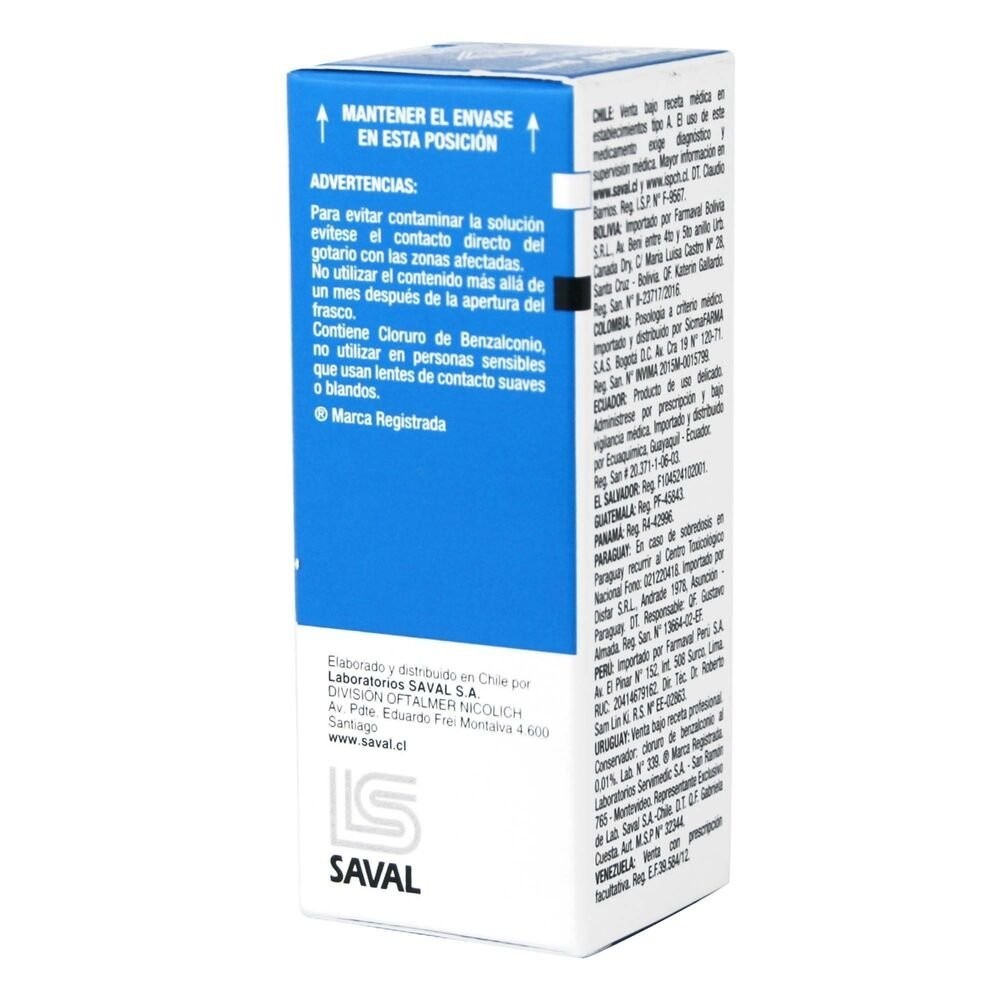 MANTENER EL ENVASE
EN ESTA POSICIÓN
ADVERTENCIAS:
Para evitar contaminar la solución
evítese el contacto directo del
gotario con las zonas afectadas.
No utilizar el contenido más allá de
un mes después de la apertura del
frasco.
Contiene Cloruro de Benzalconio,
no utilizar en personas sensibles
que usan lentes de contacto suaves
o blandos.
® Marca Registrada
Elaborado y distribuido en Chile por
Laboratorios SAVAL S.A.
DIVISIÓN OFTALMER NICOLICH
Av. Pdte. Eduardo Frei Montalva 4.600
Santiago
www.saval.cl
LS
SAVAL
CHILE: Venta bajo receta médica en
establecimientos tipo A. El uso de este
medicamento exige diagnóstico y
supervisión médica. Mayor información en
www.saval.cl y www.ispch.cl. DT. Claudio
Barrios. Reg. I.S.P. N° F-9567.
BOLIVIA: Importado por Farmaval Bolivia
S.R.L., Av. Beni entre 4to y 5to anillo Urb.
Canada Dry, C/ María Luisa Castro N° 28,
Santa Cruz - Bolivia. QF. Katerin Gallardo.
Reg. San. N° II-23717/2016.
COLOMBIA: Posología a criterio médico.
Importado y distribuido por SicmaFARMA
S.A.S. Bogotá D.C. Av. Cra 19 N° 120-71.
Reg. San. N° INVIMA 2015M-0015799.
ECUADOR: Producto de uso delicado.
Adminístrese por prescripción y bajo
vigilancia médica. Importado y distribuido
por Ecuaquímica, Guayaquil - Ecuador.
Reg. San # 20.371-1-06-03.
EL SALVADOR: Reg. F104524102001.
GUATEMALA: Reg. PF-45843.
PANAMÁ: Reg. R4-42996.
PARAGUAY: En caso de sobredosis en
Paraguay recurrir al Centro Toxicológico
Nacional Fono: 021220418. Importado por
Disfar S.R.L., Andrade 1978, Asunción -
Paraguay. DT. Responsable: QF. Gustavo
Almada. Reg. San. N° 13664-02-EF.
PERÚ: Importado por Farmaval Perú S.A.
Av. El Pinar N° 152, Int. 508 Surco, Lima.
RUC: 20414679162. Dir. Téc. Dr. Roberto
Sam Lin Ki. R.S. N° EE-02863.
URUGUAY: Venta bajo receta profesional.
Conservador: cloruro de benzalconio al
0,01%. Lab. N° 339. ® Marca Registrada.
Laboratorios Servimedic S.A. - San Ramón
765 - Montevideo. Representante Exclusivo
de Lab. Saval S.A.-Chile. D.T. Q.F. Gabriela
Cuesta. Aut. M.S.P N° 32344.
VENEZUELA: Venta con prescripción
facultativa. Reg. E.F.39.584/12.